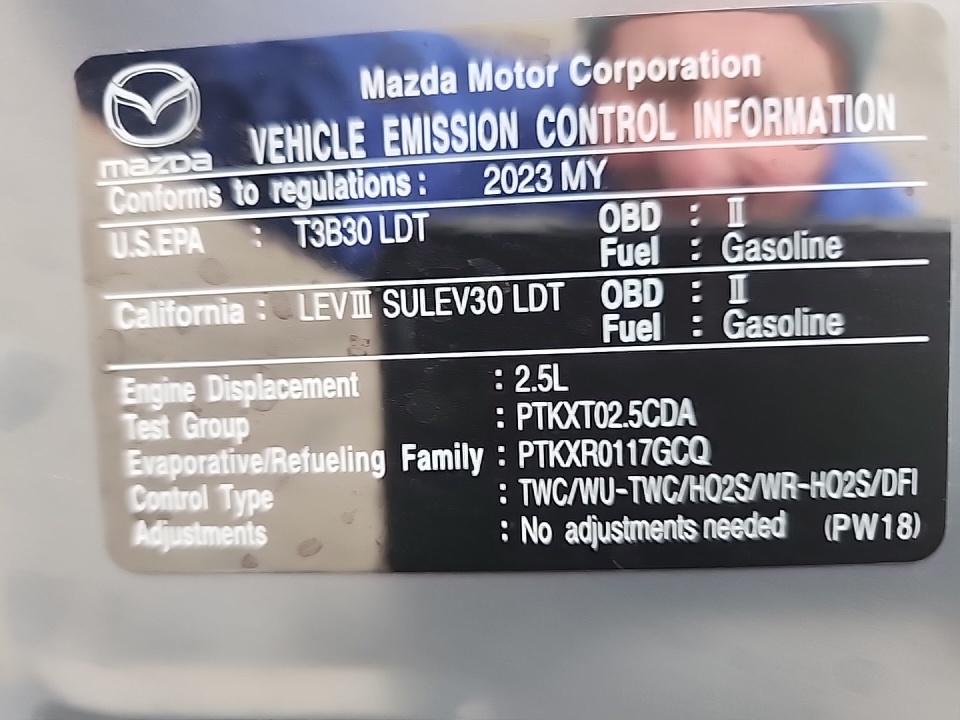 Mazda Motor Corporation
mazda VEHICLE EMISSION CONTROL INFORMATION
Conforms to regulations : 2023 MY
U.S.EPA : T3B30 LDT OBD : II
Fuel : Gasoline
California : LEVIII SULEV30 LDT OBD : II
Fuel : Gasoline
Engine Displacement : 2.5L
Test Group : PTKXT02.5CDA
Evaporative/Refueling Family : PTKXR0117GCQ
Control Type : TWC/WU-TWC/HO2S/WR-HO2S/DFI
Adjustments : No adjustments needed (PW18)